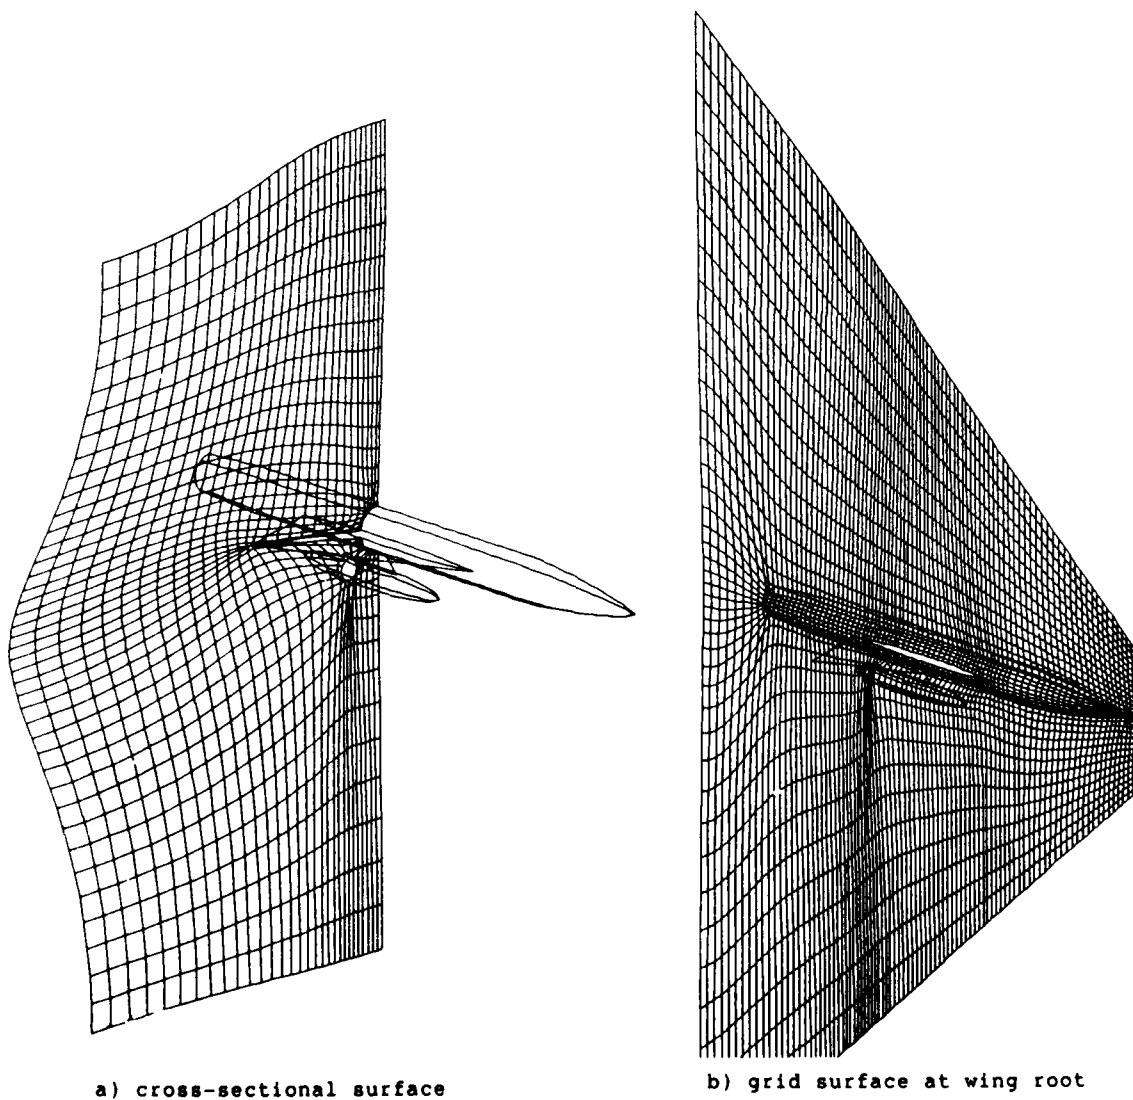 a) cross-sectional surface
b) grid surface at wing root